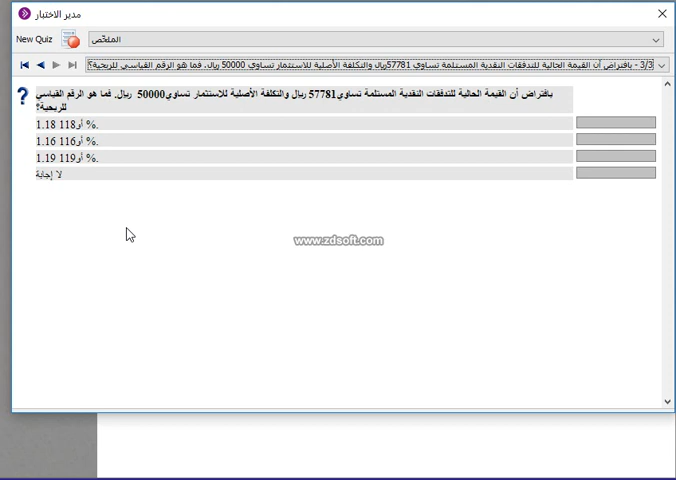 مدير الاختبار
New Quiz
الملخّص
3/3 - بافتراض أن القيمة الحالية للتدفقات النقدية المستلمة تساوي 57781ريال والتكلفة الأصلية للاستثمار تساوي 50000 ريال. فما هو الرقم القياسي للربحية؟
بافتراض أن القيمة الحالية للتدفقات النقدية المستلمة تساوي57781 ريال والتكلفة الأصلية للاستثمار تساوي50000 ريال. فما هو الرقم القياسي
للربحية؟
1.18 أو118 %.
1.16 أو116 %.
1.19 أو119 %.
لا إجابة
www.zdsoft.com